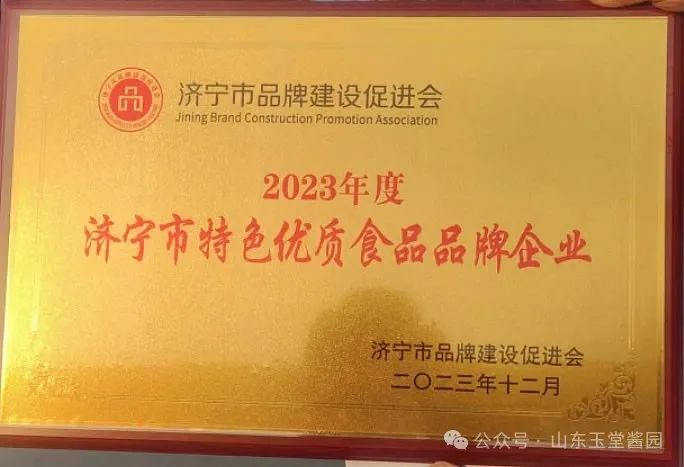 济宁市品牌建设促进会
Jining Brand Construction Promotion Association
2023年度
济宁市特色优质食品品牌企业
济宁市品牌建设促进会
二〇二三年十二月
公众号·山东玉堂酱园